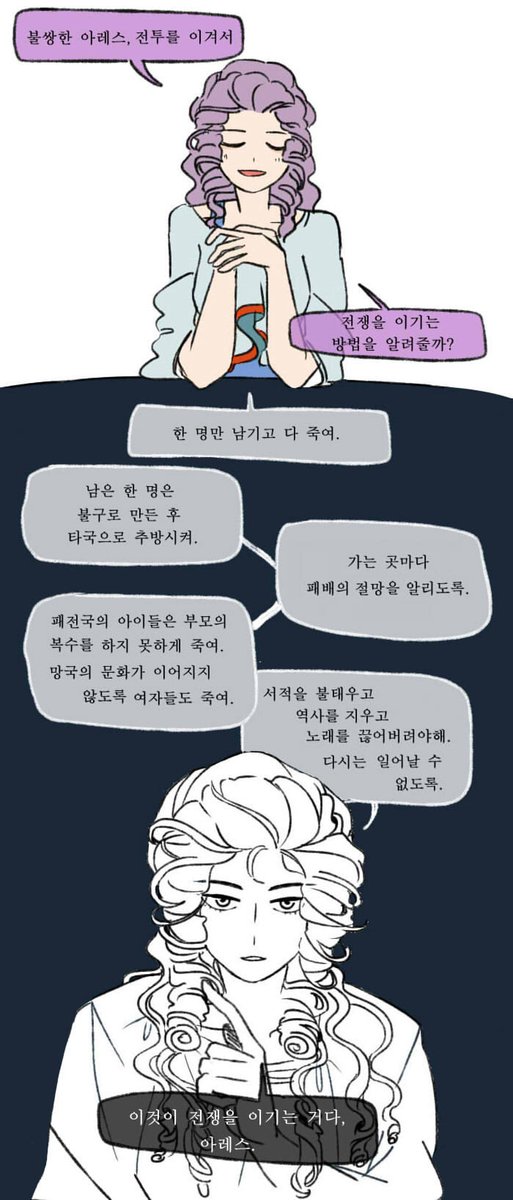 불쌍한 아레스, 전투를 이겨서
전쟁을 이기는
방법을 알려줄까?
한 명만 남기고 다 죽여.
남은 한 명은
불구로 만든 후
타국으로 추방시켜.
가는 곳마다
패배의 절망을 알리도록.
패전국의 아이들은 부모의
복수를 하지 못하게 죽여.
망국의 문화가 이어지지
않도록 여자들도 죽여.
서적을 불태우고
역사를 지우고
노래를 끊어버려야해.
다시는 일어날 수
없도록.
이것이 전쟁을 이기는 거다,
아레스.